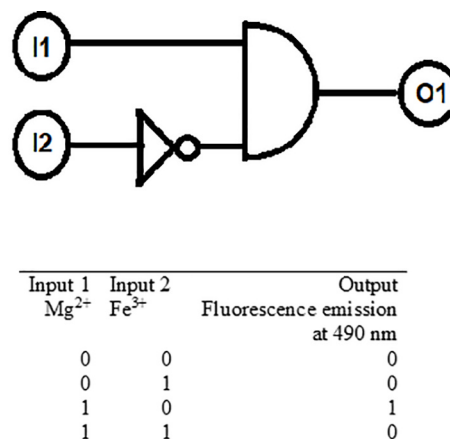 I1
I2
O1
Input 1 Input 2 Output
Mg²⁺ Fe³⁺ Fluorescence emission
at 490 nm
0 0 0
0 1 0
1 0 1
1 1 0